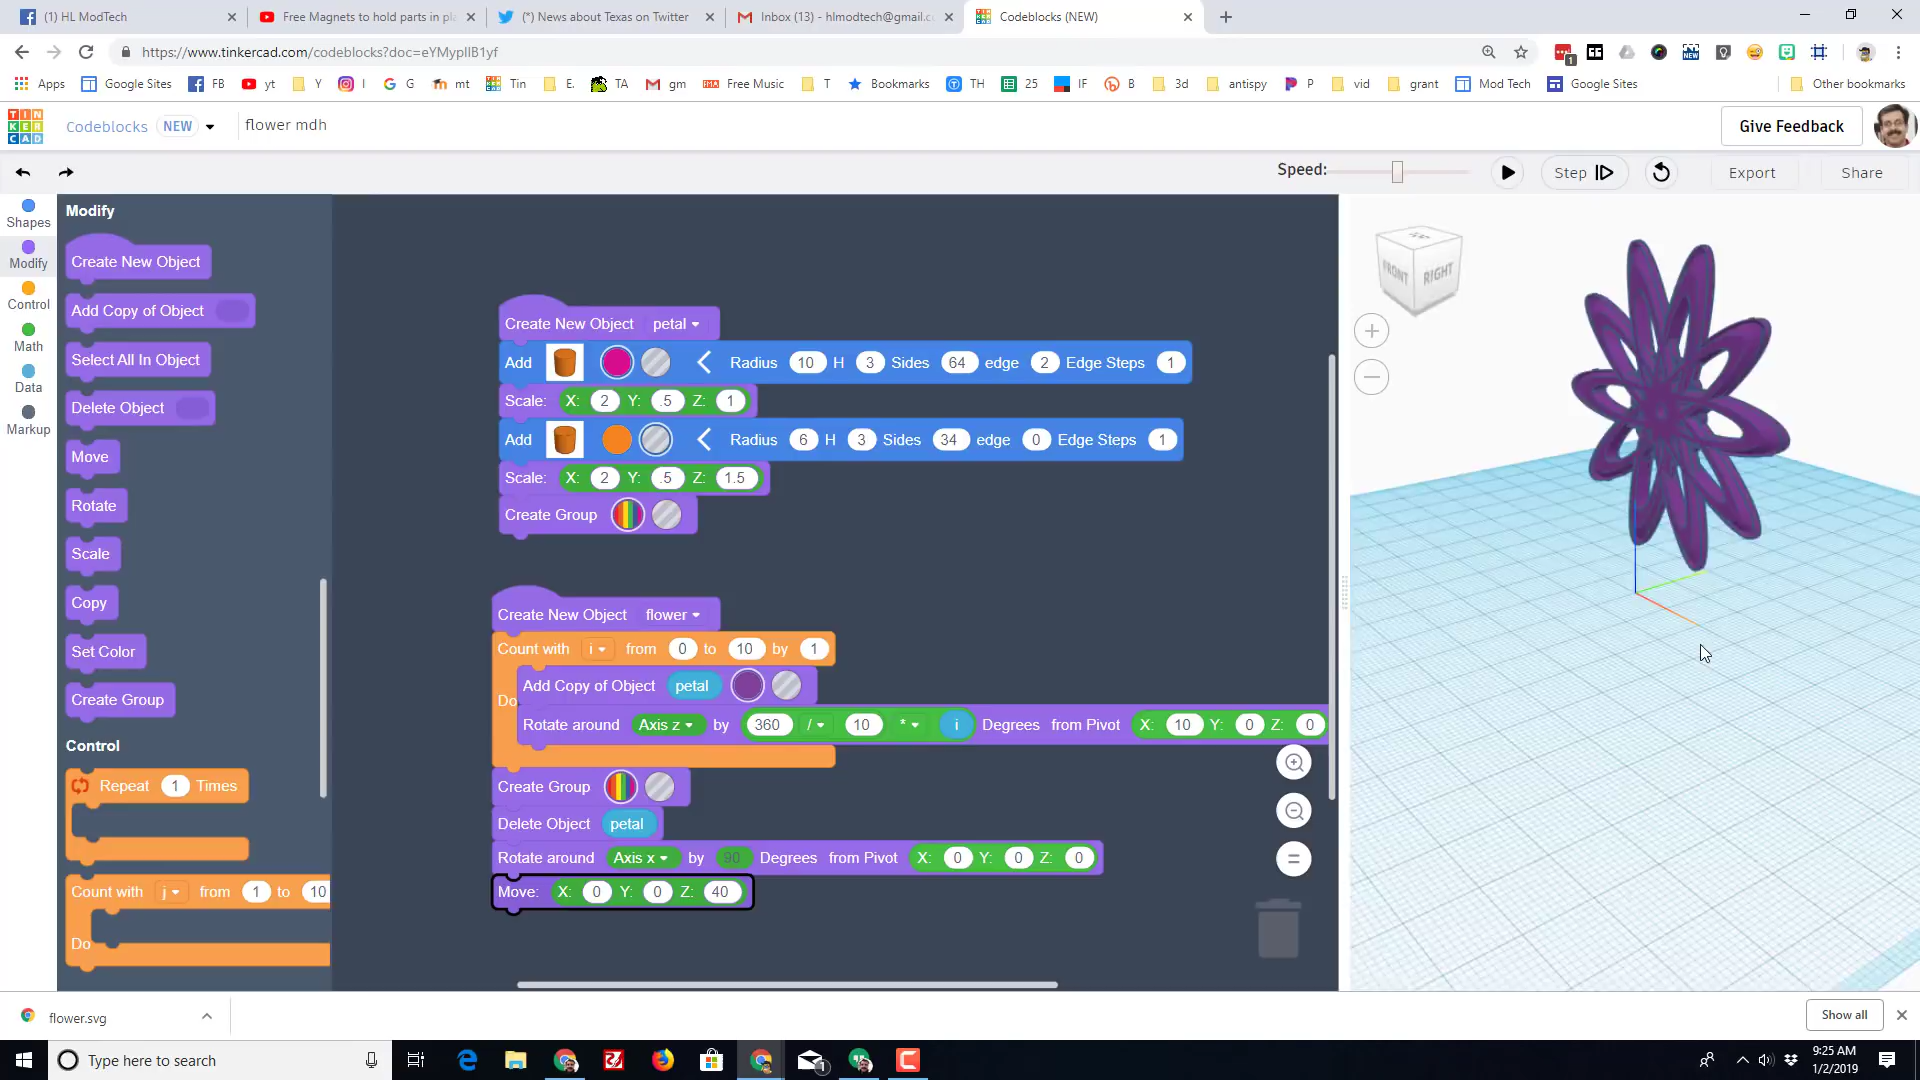 (1) HL ModTech
Free Magnets to hold parts in pla
(*) News about Texas on Twitter
Inbox (13) - hlmodtech@gmail.c
Codeblocks (NEW)
https://www.tinkercad.com/codeblocks?doc=eYMypIlB1yf
Apps Google Sites FB yt Y I G mt Tin E. TA gm Free Music T Bookmarks TH 25 IF B 3d antispy P vid grant Mod Tech Google Sites Other bookmarks
TIN KER CAD
Codeblocks NEW flower mdh
Give Feedback
Speed: Step Export Share
Shapes
Modify
Control
Math
Data
Markup
Modify
Create New Object
Add Copy of Object
Select All In Object
Delete Object
Move
Rotate
Scale
Copy
Set Color
Create Group
Control
Repeat 1 Times
Count with j from 1 to 10
Do
Create New Object petal
Add Radius 10 H 3 Sides 64 edge 2 Edge Steps 1
Scale: X: 2 Y: .5 Z: 1
Add Radius 6 H 3 Sides 34 edge 0 Edge Steps 1
Scale: X: 2 Y: .5 Z: 1.5
Create Group
Create New Object flower
Count with i from 0 to 10 by 1
Add Copy of Object petal
Do
Rotate around Axis z by 360 / 10 * i Degrees from Pivot X: 10 Y: 0 Z: 0
Create Group
Delete Object petal
Rotate around Axis x by 90 Degrees from Pivot X: 0 Y: 0 Z: 0
Move: X: 0 Y: 0 Z: 40
FRONT RIGHT
flower.svg
Show all
Type here to search
9:25 AM
1/2/2019